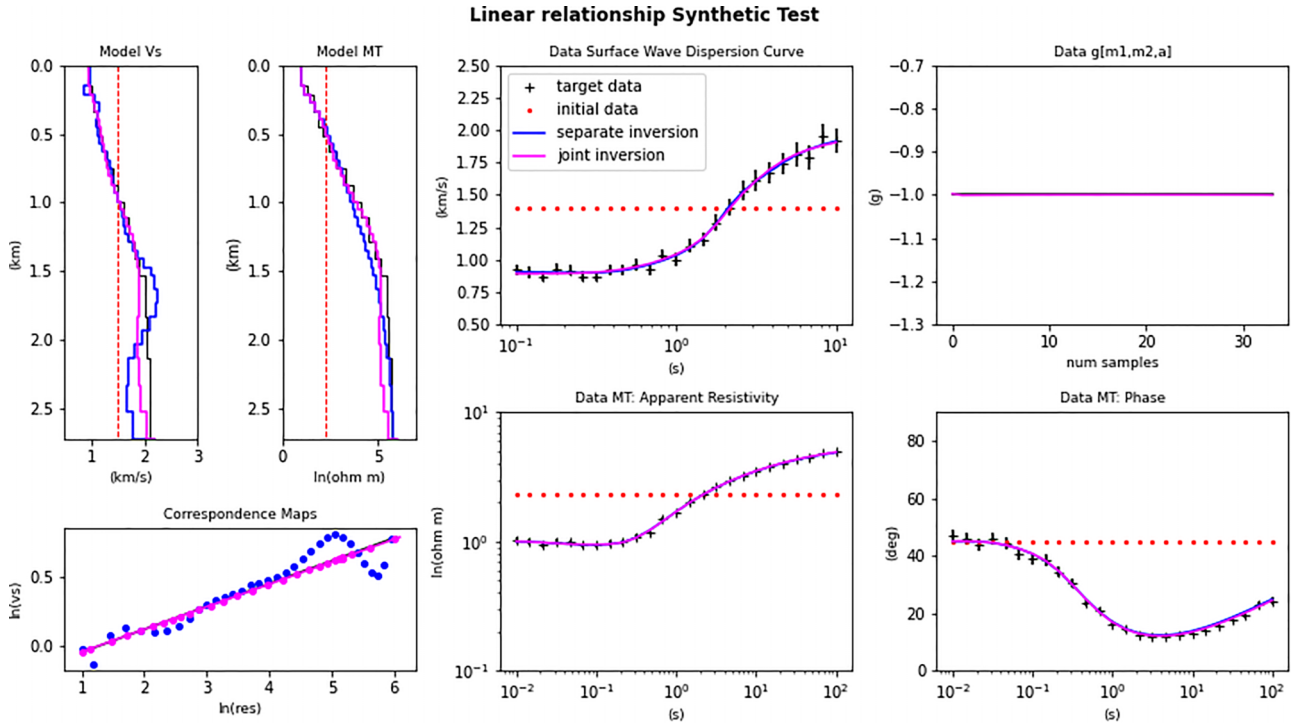 Linear relationship Synthetic Test
Model Vs
0.0
0.5
1.0
1.5
2.0
2.5
(km)
1 2 3
(km/s)
Model MT
0.0
0.5
1.0
1.5
2.0
2.5
(km)
0 5
ln(ohm m)
Data Surface Wave Dispersion Curve
2.50
2.25
2.00
1.75
1.50
1.25
1.00
0.75
0.50
(km/s)
target data
initial data
separate inversion
joint inversion
10⁻¹ 10⁰ 10¹
(s)
Data g[m1,m2,a]
−0.7
−0.8
−0.9
−1.0
−1.1
−1.2
−1.3
(g)
0 10 20 30
num samples
Correspondence Maps
0.5
0.0
ln(vs)
1 2 3 4 5 6
ln(res)
Data MT: Apparent Resistivity
10¹
10⁰
10⁻¹
ln(ohm m)
10⁻² 10⁻¹ 10⁰ 10¹ 10²
(s)
Data MT: Phase
80
60
40
20
0
(deg)
10⁻² 10⁻¹ 10⁰ 10¹ 10²
(s)